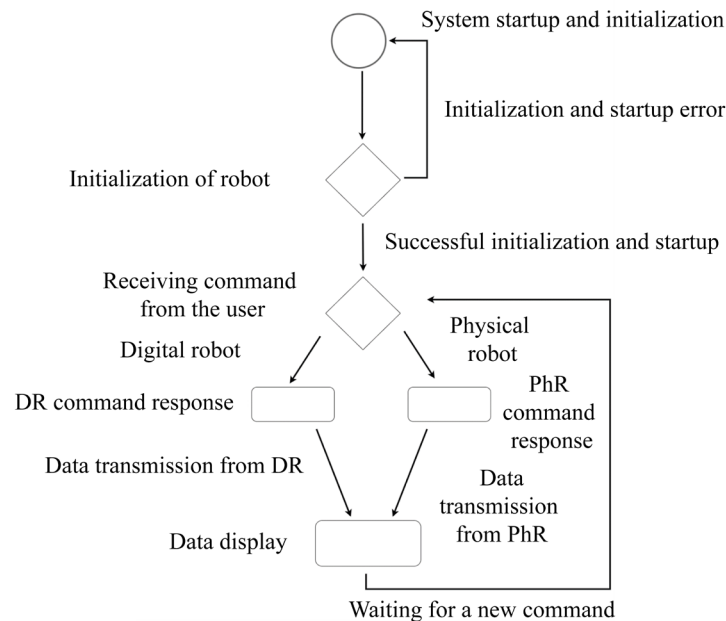 System startup and initialization
Initialization and startup error
Initialization of robot
Successful initialization and startup
Receiving command
from the user
Digital robot
Physical
robot
DR command response
PhR
command
response
Data transmission from DR
Data
transmission
from PhR
Data display
Waiting for a new command